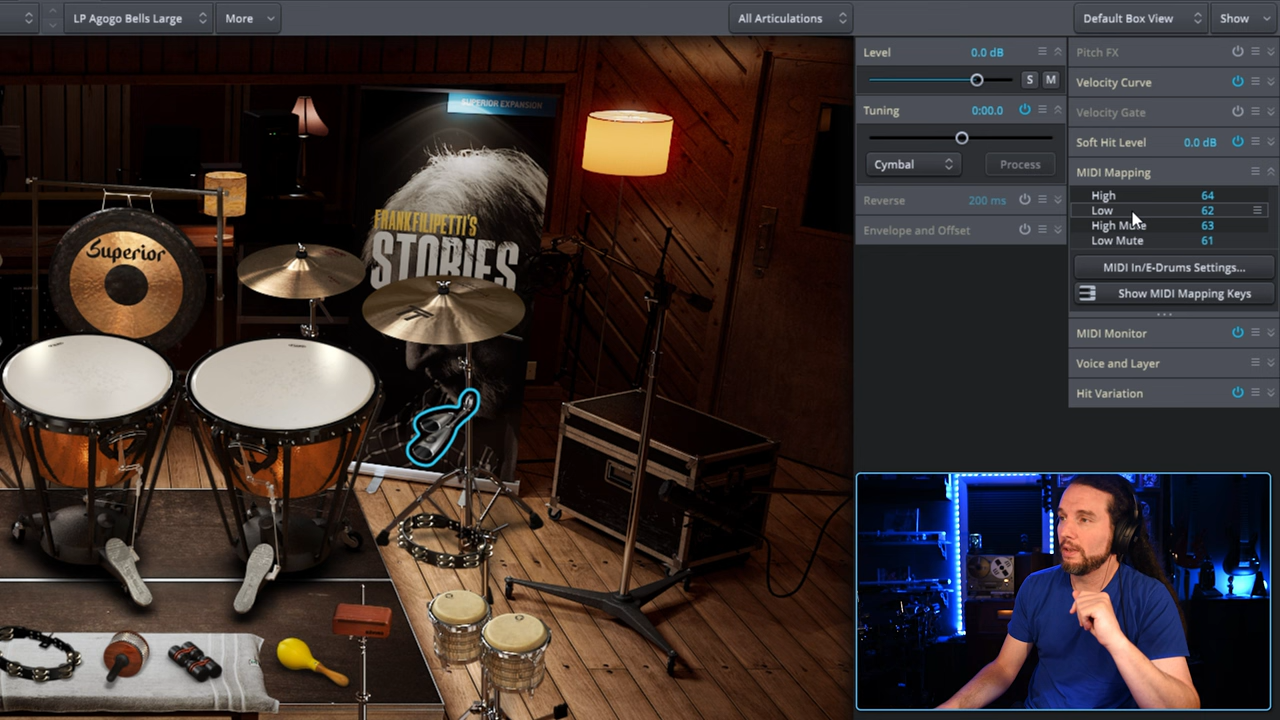 LP Agogo Bells Large
More
All Articulations
Default Box View
Show
Level
0.0 dB
S
M
Tuning
0:00.0
Cymbal
Process
Reverse
200 ms
Envelope and Offset
Pitch FX
Velocity Curve
Velocity Gate
Soft Hit Level
0.0 dB
MIDI Mapping
High
64
Low
62
High Mute
63
Low Mute
61
MIDI In/E-Drums Settings...
Show MIDI Mapping Keys
MIDI Monitor
Voice and Layer
Hit Variation
SUPERIOR EXPANSION
FRANK FILIPETTI'S
STORIES
Superior